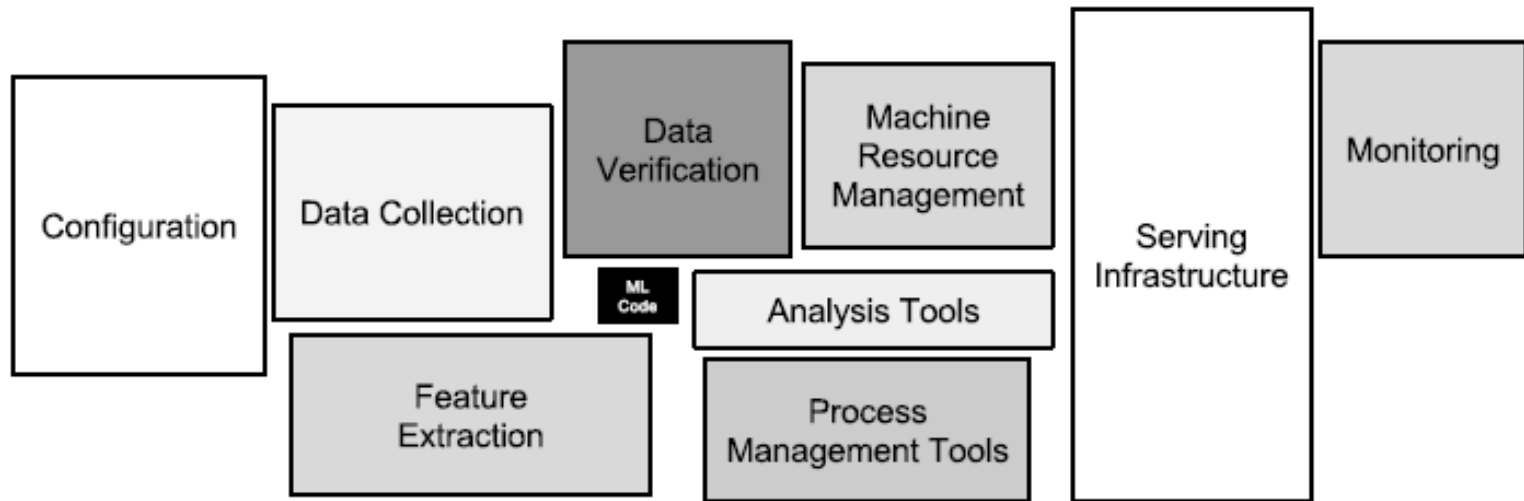 Configuration
Data Collection
Feature
Extraction
Data
Verification
ML
Code
Machine
Resource
Management
Analysis Tools
Process
Management Tools
Serving
Infrastructure
Monitoring